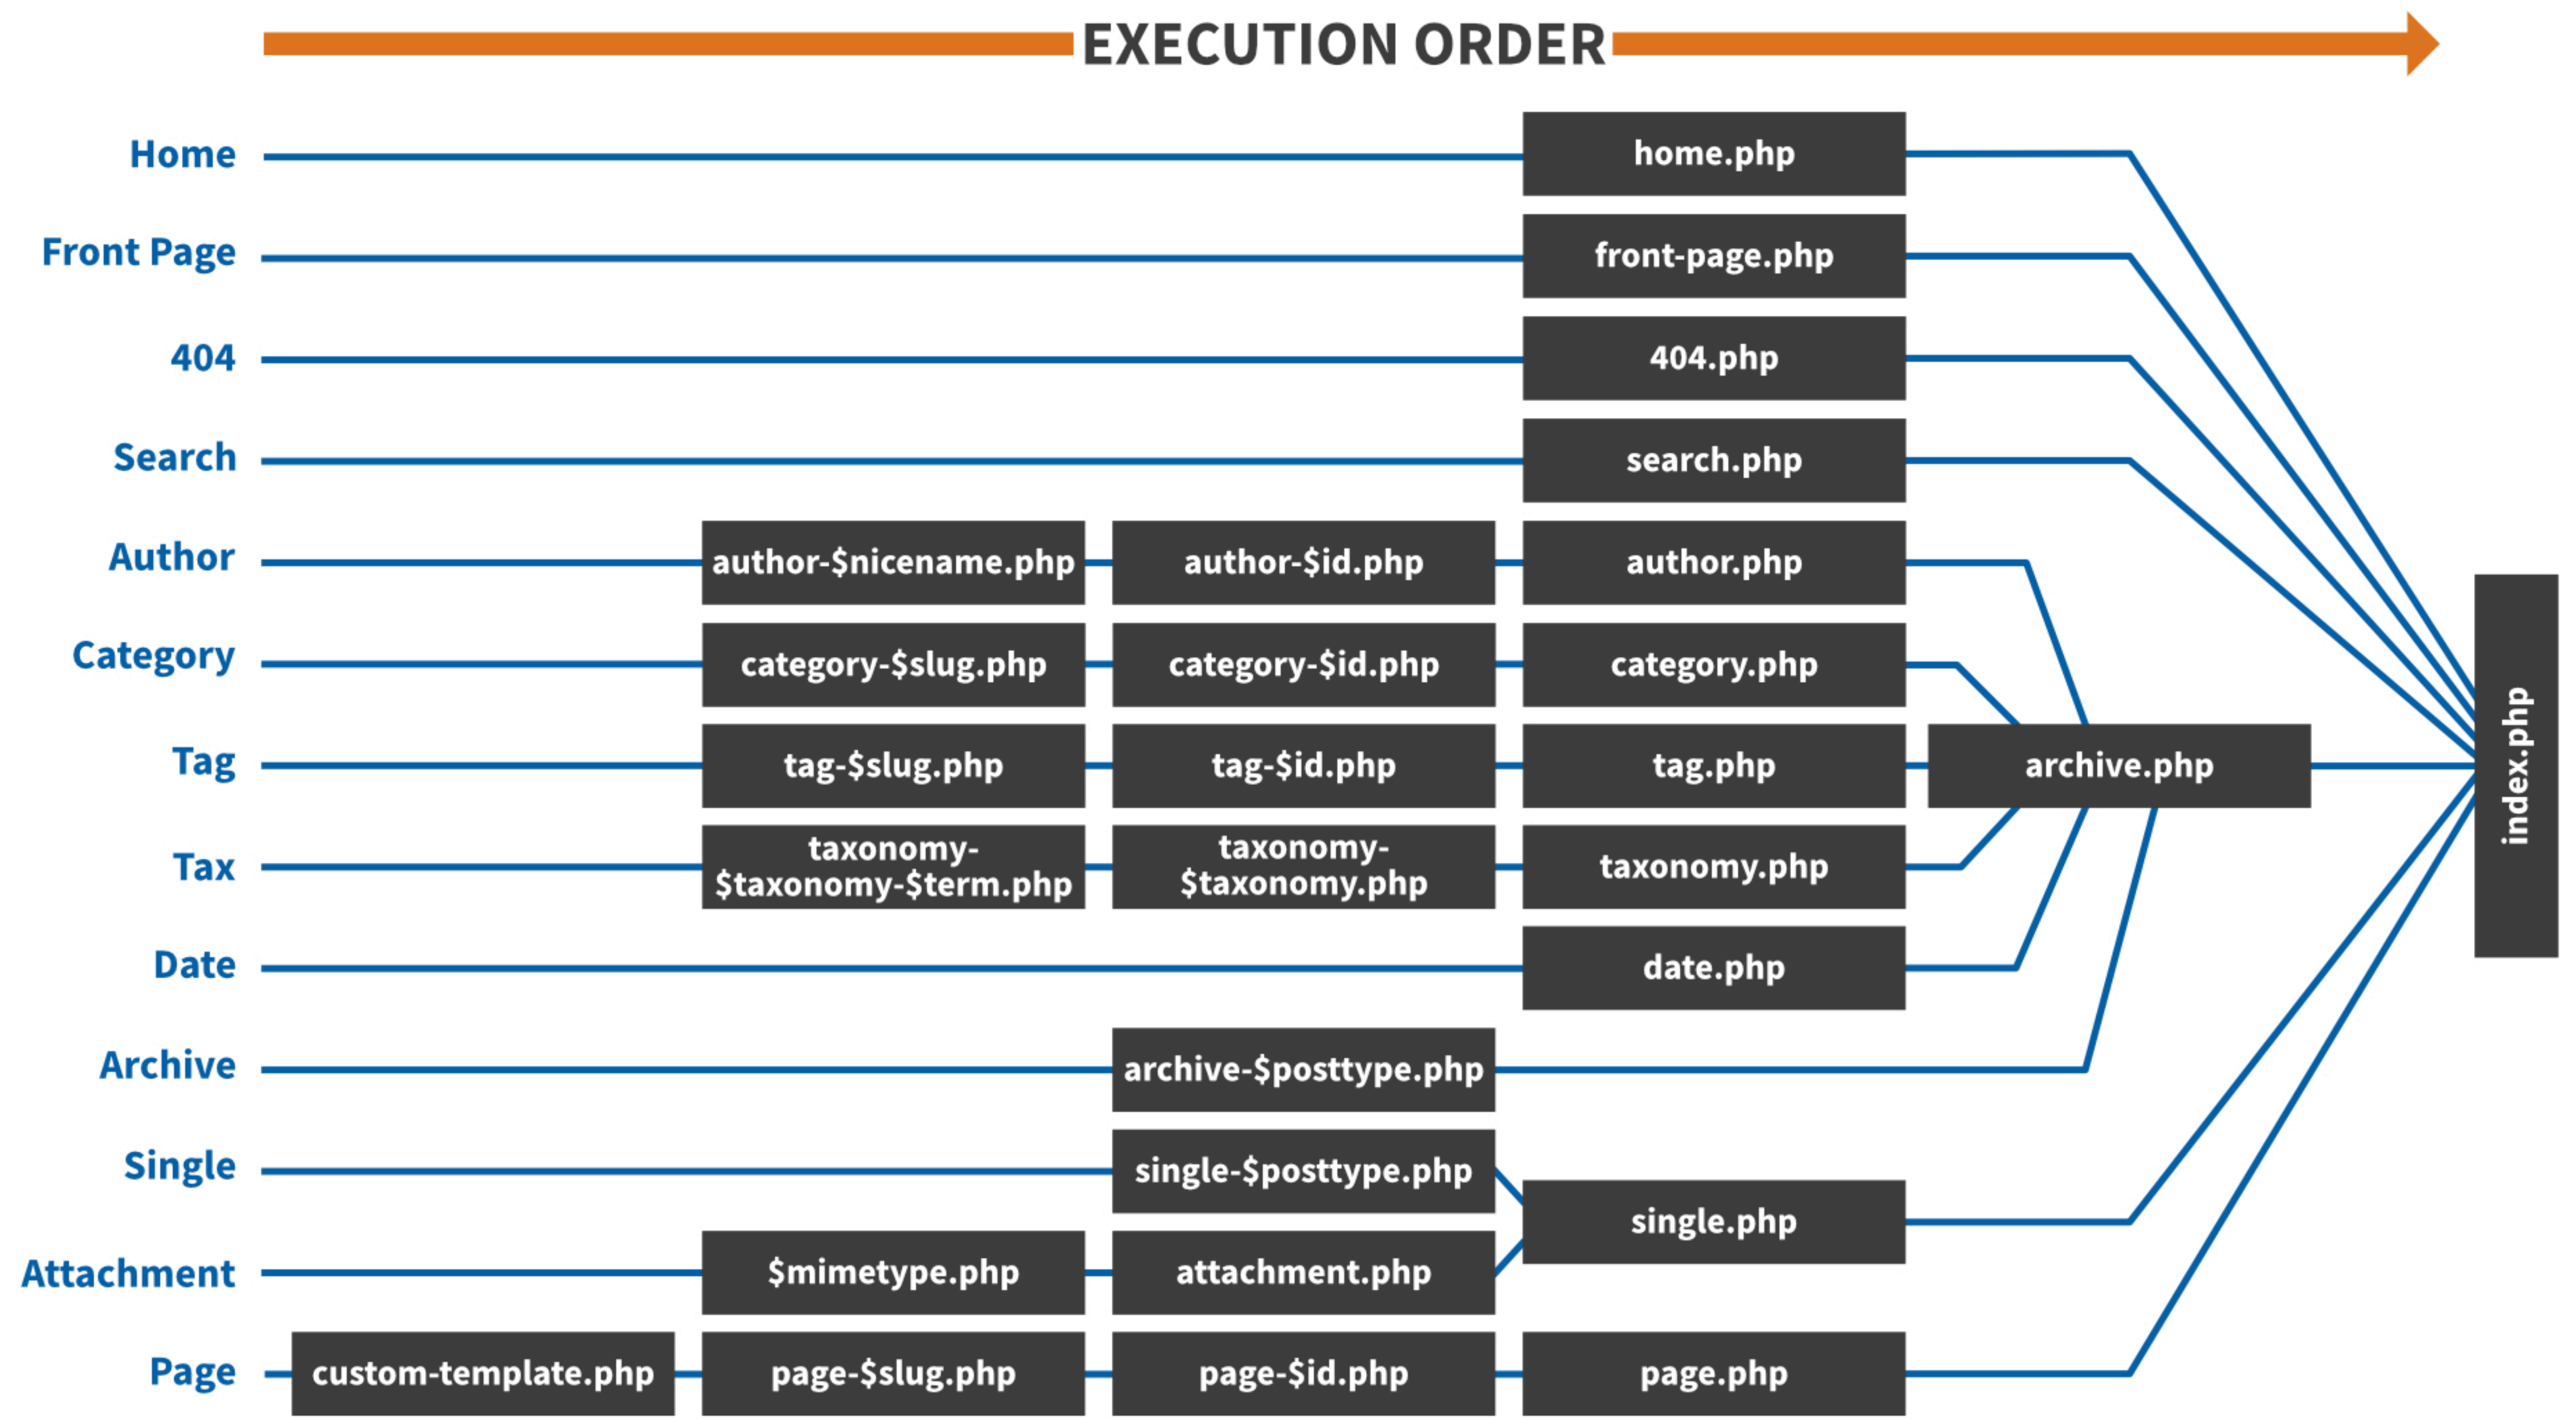 EXECUTION ORDER
Home
home.php
Front Page
front-page.php
404
404.php
Search
search.php
Author
author-$nicename.php
author-$id.php
author.php
Category
category-$slug.php
category-$id.php
category.php
Tag
tag-$slug.php
tag-$id.php
tag.php
archive.php
index.php
Tax
taxonomy-
$taxonomy-$term.php
taxonomy-
$taxonomy.php
taxonomy.php
Date
date.php
Archive
archive-$posttype.php
Single
single-$posttype.php
single.php
Attachment
$mimetype.php
attachment.php
Page
custom-template.php
page-$slug.php
page-$id.php
page.php